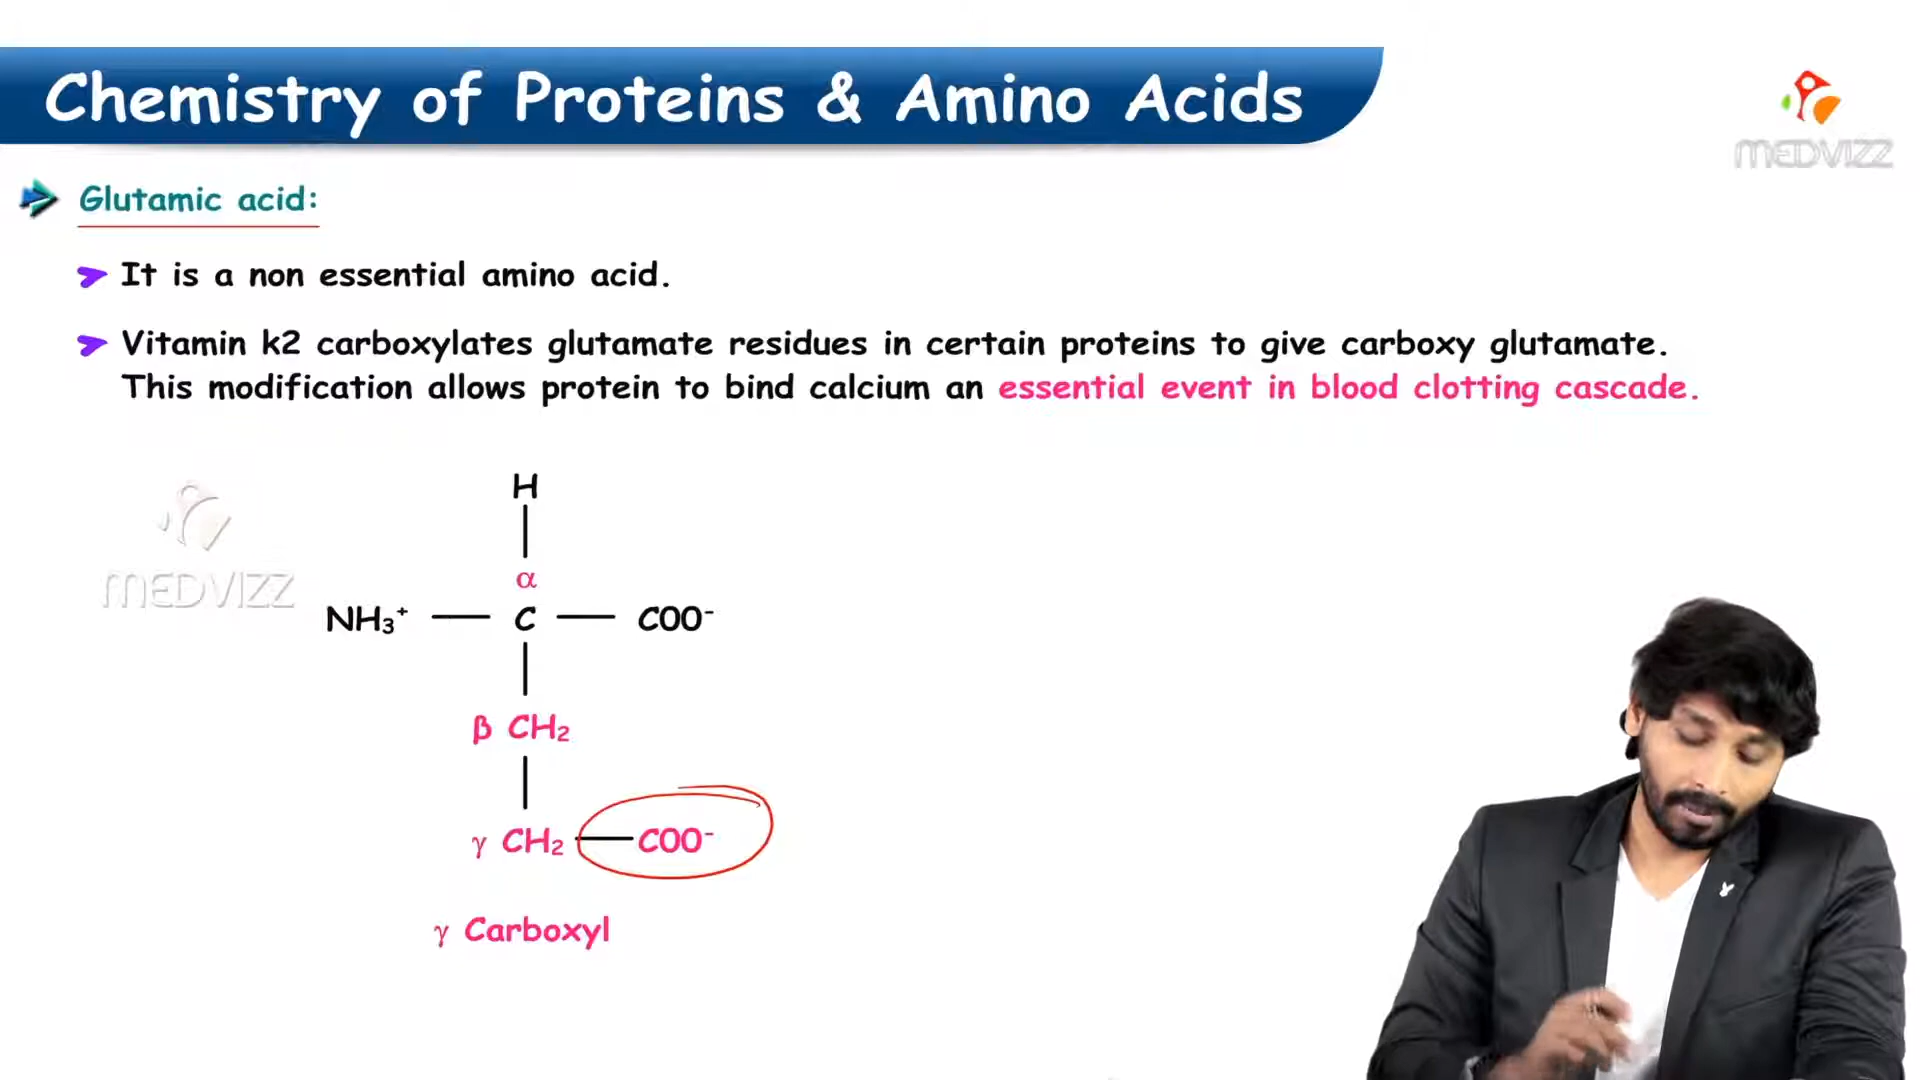 Chemistry of Proteins & Amino Acids
MEDVIZZ
Glutamic acid:
It is a non essential amino acid.
Vitamin k2 carboxylates glutamate residues in certain proteins to give carboxy glutamate.
This modification allows protein to bind calcium an essential event in blood clotting cascade.
H
MEDVIZZ
α
NH₃⁺ C COO⁻
β CH₂
γ CH₂ COO⁻
γ Carboxyl